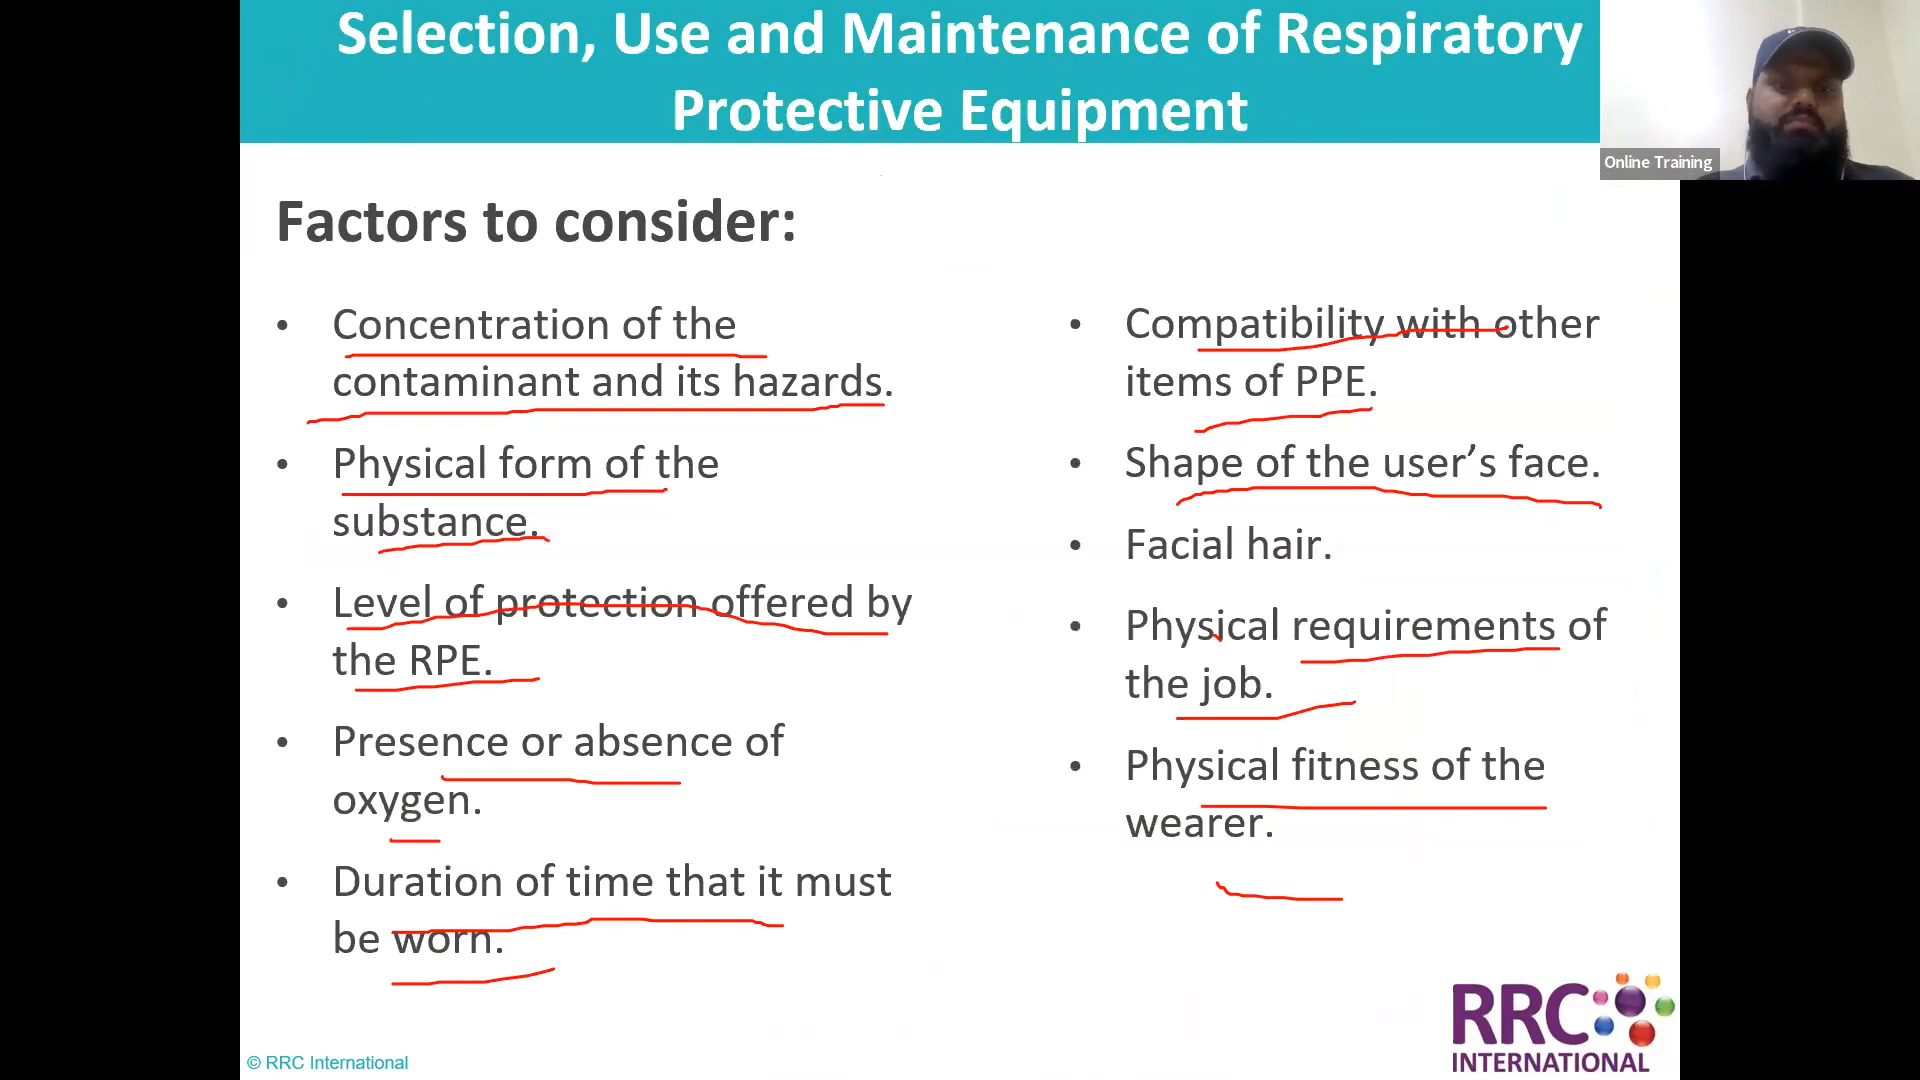 Selection, Use and Maintenance of Respiratory
Protective Equipment
Online Training
Factors to consider:
• Concentration of the
contaminant and its hazards.
• Physical form of the
substance.
• Level of protection offered by
the RPE.
• Presence or absence of
oxygen.
• Duration of time that it must
be worn.
• Compatibility with other
items of PPE.
• Shape of the user’s face.
• Facial hair.
• Physical requirements of
the job.
• Physical fitness of the
wearer.
RRC
INTERNATIONAL
© RRC International